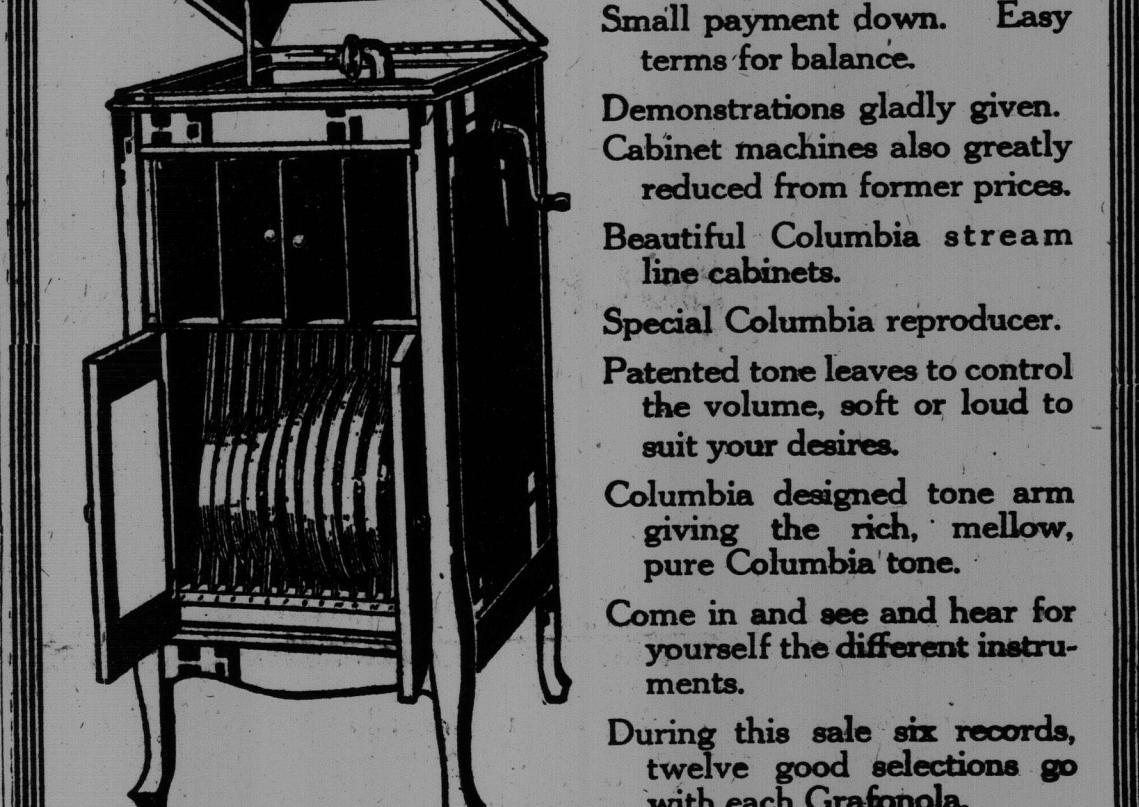 Small payment down. Easy
terms for balance.
Demonstrations gladly given.
Cabinet machines also greatly
reduced from former prices.
Beautiful Columbia stream
line cabinets.
Special Columbia reproducer.
Patented tone leaves to control
the volume, soft or loud to
suit your desires.
Columbia designed tone arm
giving the rich, mellow,
pure Columbia tone.
Come in and see and hear for
yourself the different instru-
ments.
During this sale six records,
twelve good selections go
with each Grafonola.